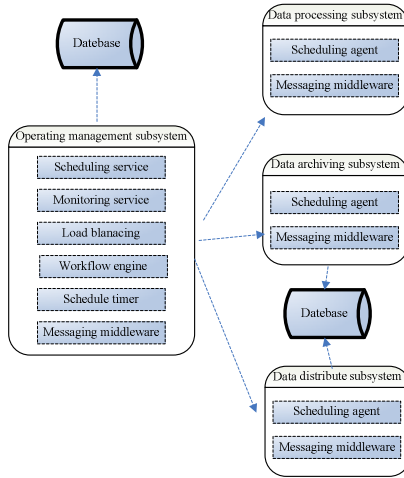 Datebase
Operating management subsystem
Scheduling service
Monitoring service
Load blanacing
Workflow engine
Schedule timer
Messaging middleware
Data processing subsystem
Scheduling agent
Messaging middleware
Data archiving subsystem
Scheduling agent
Messaging middleware
Datebase
Data distribute subsystem
Scheduling agent
Messaging middleware